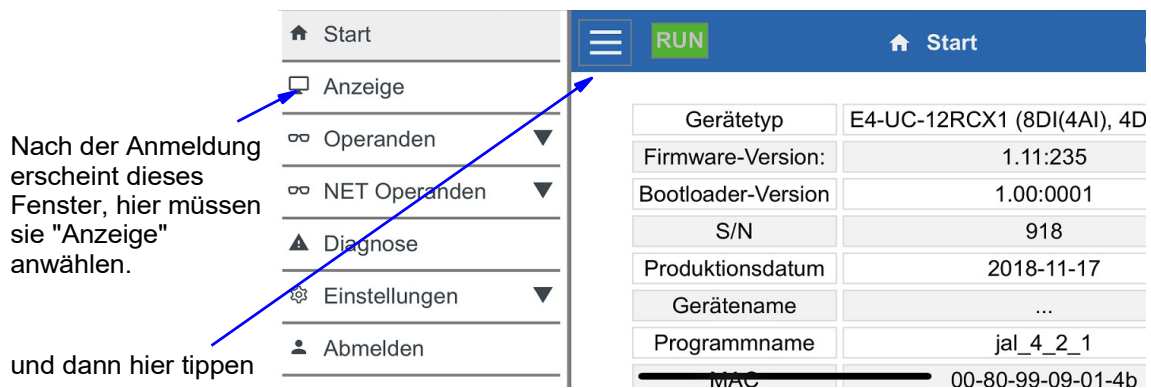 Start
Anzeige
Operanden
NET Operanden
Diagnose
Einstellungen
Abmelden
Nach der Anmeldung
erscheint dieses
Fenster, hier müssen
sie "Anzeige"
anwählen.
und dann hier tippen
RUN Start
Gerätetyp E4-UC-12RCX1 (8DI(4AI), 4D
Firmware-Version: 1.11:235
Bootloader-Version 1.00:0001
S/N 918
Produktionsdatum 2018-11-17
Gerätename ...
Programmname jal_4_2_1
MAC 00-80-99-09-01-4b